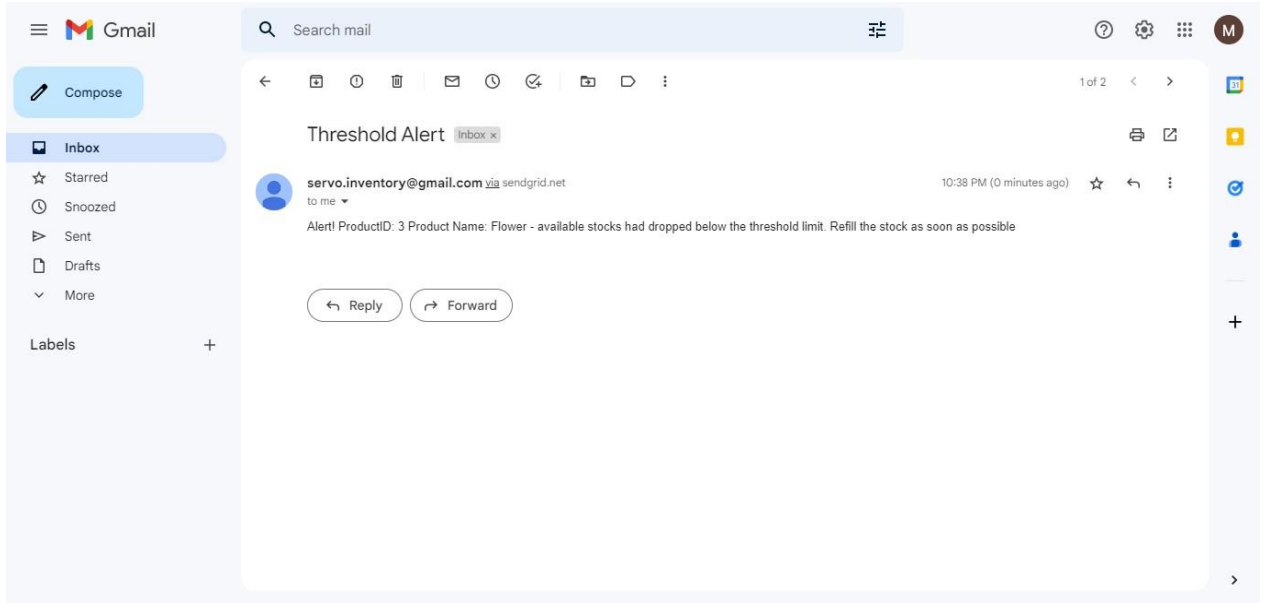 Gmail
Search mail
M
Compose
1 of 2
31
Threshold Alert Inbox x
Inbox
servo.inventory@gmail.com via sendgrid.net 10:38 PM (0 minutes ago)
to me
Starred
Snoozed
Alert! ProductID: 3 Product Name: Flower - available stocks had dropped below the threshold limit. Refill the stock as soon as possible
Sent
Drafts
More
Reply Forward
Labels